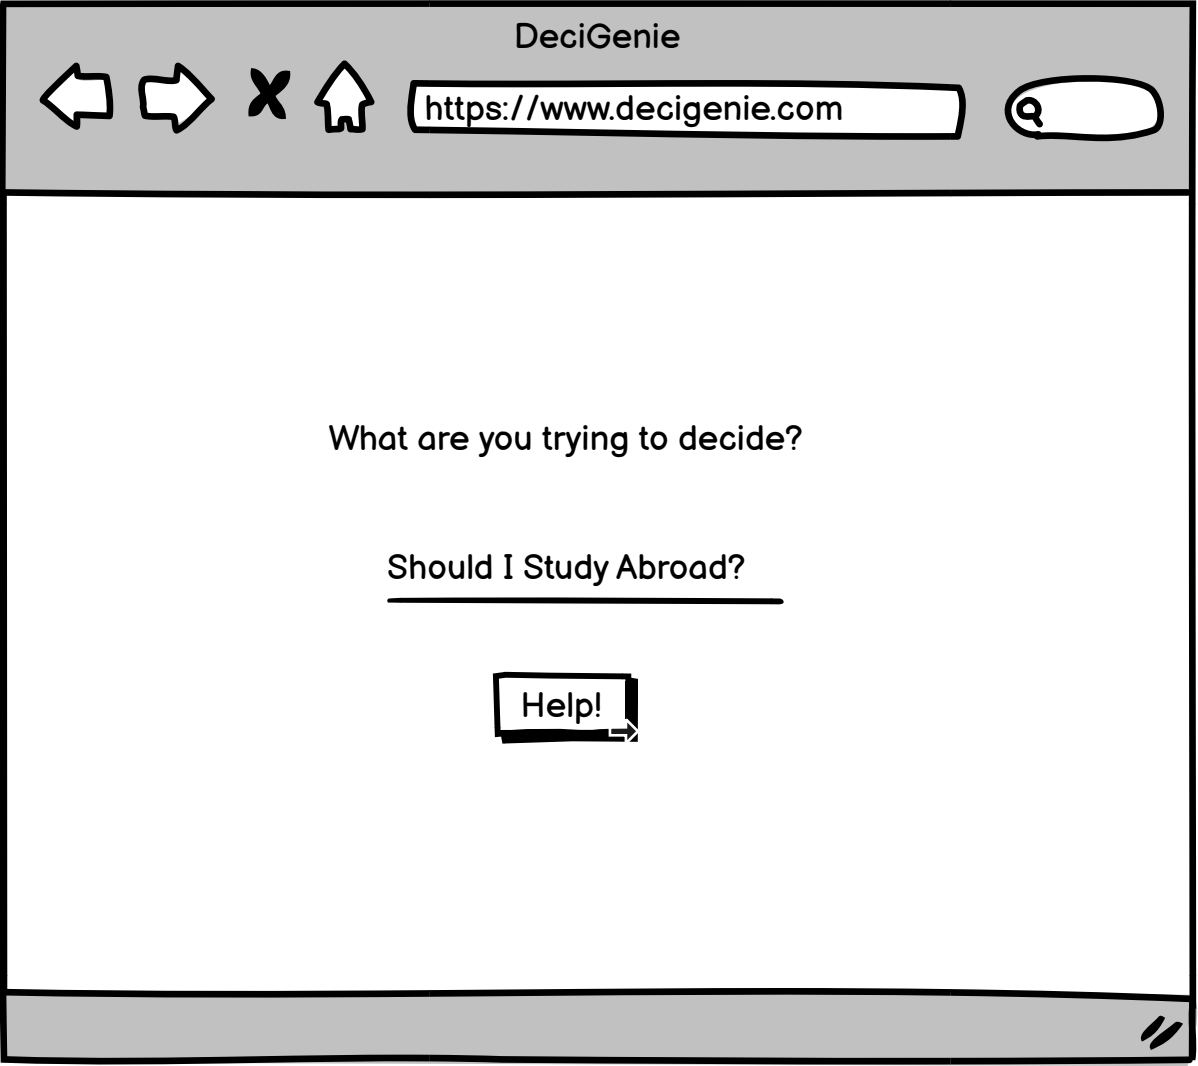 DeciGenie
https://www.decigenie.com
What are you trying to decide?
Should I Study Abroad?
Help!